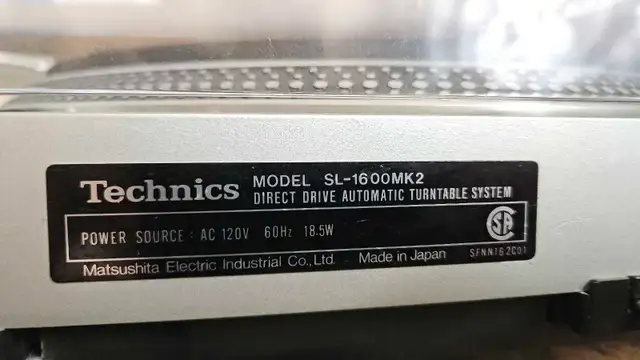 Technics MODEL SL-1600MK2
DIRECT DRIVE AUTOMATIC TURNTABLE SYSTEM
POWER SOURCE : AC 120V 60Hz 18.5W
SA
Matsushita Electric Industrial Co., Ltd. Made in Japan SFNN162C01